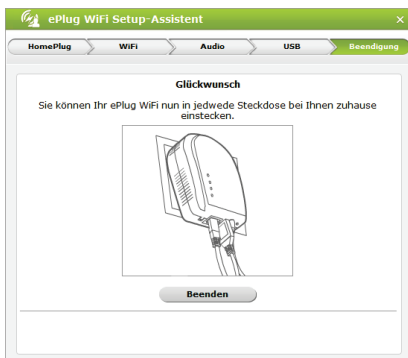 ePlug WiFi Setup-Assistent
HomePlug WiFi Audio USB Beendigung
Glückwunsch
Sie können Ihr ePlug WiFi nun in jedwede Steckdose bei Ihnen zuhause
einstecken.
Beenden